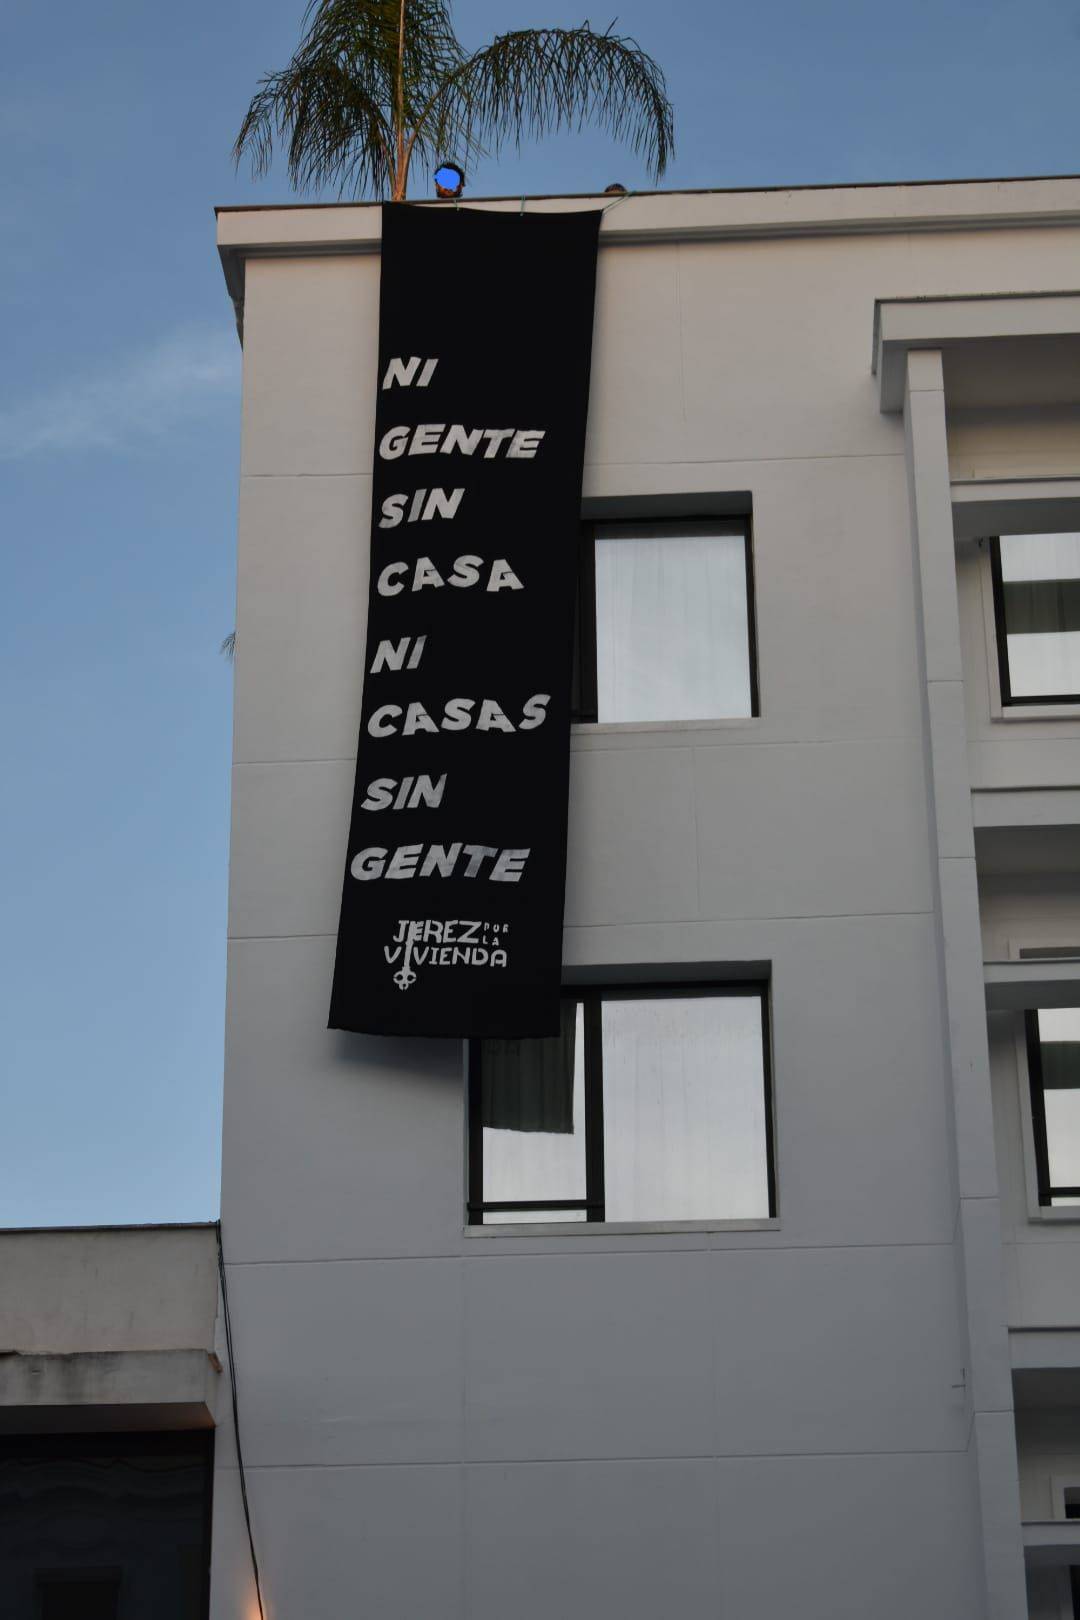 NI
GENTE
SIN
CASA
NI
CASAS
SIN
GENTE
JEREZ POR LA
VIVIENDA